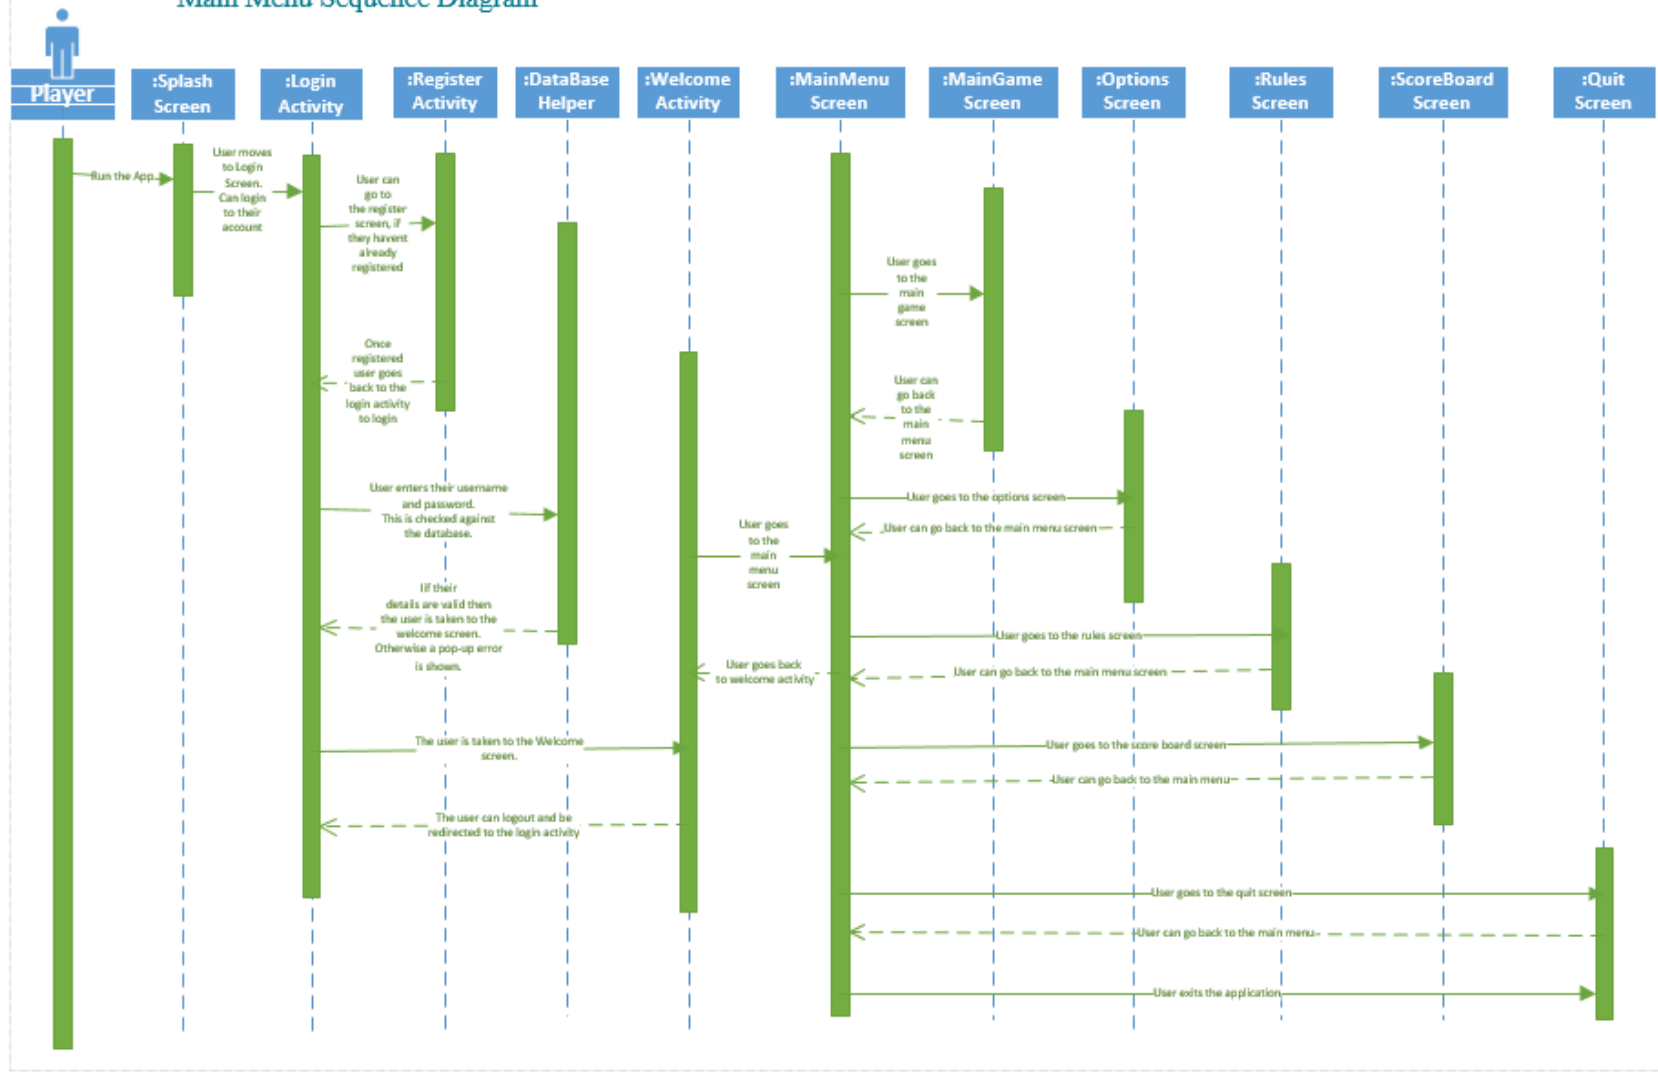 Main Menu Sequence Diagram
Player
:Splash
Screen
:Login
Activity
:Register
Activity
:DataBase
Helper
:Welcome
Activity
:MainMenu
Screen
:MainGame
Screen
:Options
Screen
:Rules
Screen
:ScoreBoard
Screen
:Quit
Screen
Run the App
User moves
to Login
Screen.
Can login
to their
account
User can
go to
the register
screen, if
they havent
already
registered
User goes
to the
main
game
screen
Once
registered
user goes
back to the
login activity
to login
User can
go back
to the
main
menu
screen
User enters their username
and password.
This is checked against
the database.
User goes to the options screen
User can go back to the main menu screen
User goes
to the
main
menu
screen
Iif their
details are valid then
the user is taken to the
welcome screen.
Otherwise a pop-up error
is shown.
User goes to the rules screen
User goes back
to welcome activity
User can go back to the main menu screen
The user is taken to the Welcome
screen.
User goes to the score board screen
User can go back to the main menu
The user can logout and be
redirected to the login activity
User goes to the quit screen
User can go back to the main menu
User exits the application